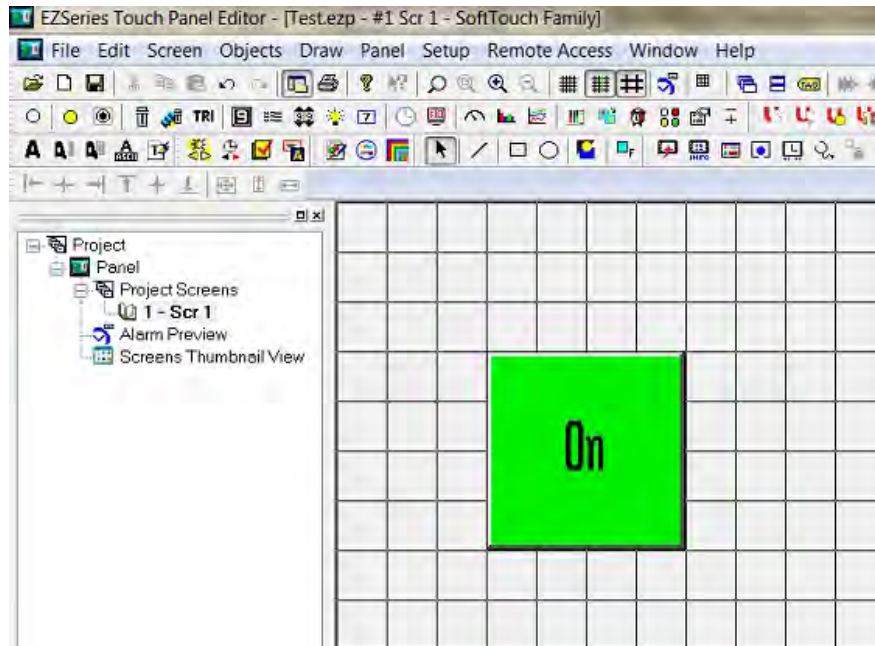 EZSeries Touch Panel Editor - [Test.ezp - #1 Scr 1 - SoftTouch Family]
File Edit Screen Objects Draw Panel Setup Remote Access Window Help
TRI
A A A
Project
Panel
Project Screens
1 - Scr 1
Alarm Preview
Screens Thumbnail View
On